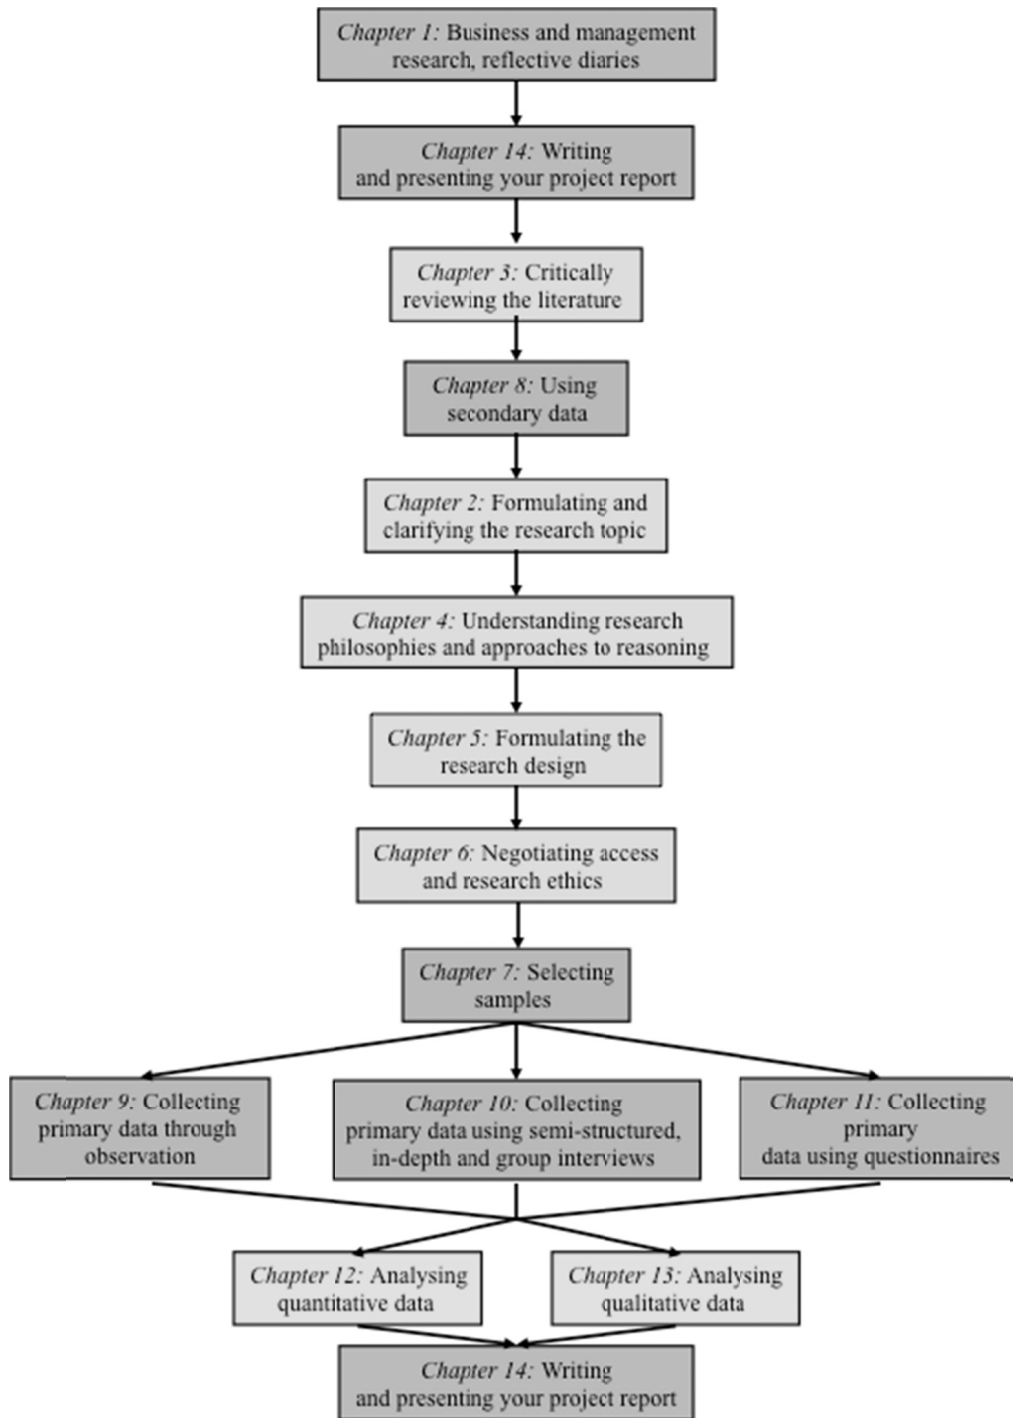 Chapter 1: Business and management
research, reflective diaries
Chapter 14: Writing
and presenting your project report
Chapter 3: Critically
reviewing the literature
Chapter 8: Using
secondary data
Chapter 2: Formulating and
clarifying the research topic
Chapter 4: Understanding research
philosophies and approaches to reasoning
Chapter 5: Formulating the
research design
Chapter 6: Negotiating access
and research ethics
Chapter 7: Selecting
samples
Chapter 9: Collecting
primary data through
observation
Chapter 10: Collecting
primary data using semi-structured,
in-depth and group interviews
Chapter 11: Collecting
primary
data using questionnaires
Chapter 12: Analysing
quantitative data
Chapter 13: Analysing
qualitative data
Chapter 14: Writing
and presenting your project report